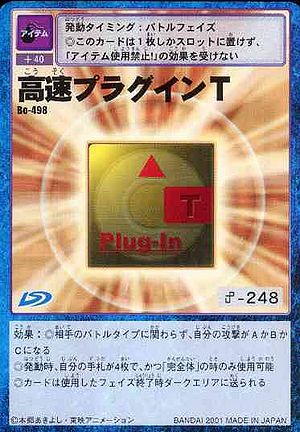 アイテム
+40
発動タイミング：バトルフェイズ
◎このカードは１枚しかスロットに置けず、
「アイテム使用禁止！」の効果を受けない
こうそく
高速プラグインＴ
Bo-498
T
Plug-In
-248
効果：◎相手のバトルタイプに関わらず、自分の攻撃がＡかＢか
Ｃになる
◎発動時、自分の手札が４枚で、かつ「完全体」の時のみ使用可能
◎カードは使用したフェイズ終了時ダークエリアに送られる
©本郷あきよし・東映アニメーション
BANDAI 2001 MADE IN JAPAN